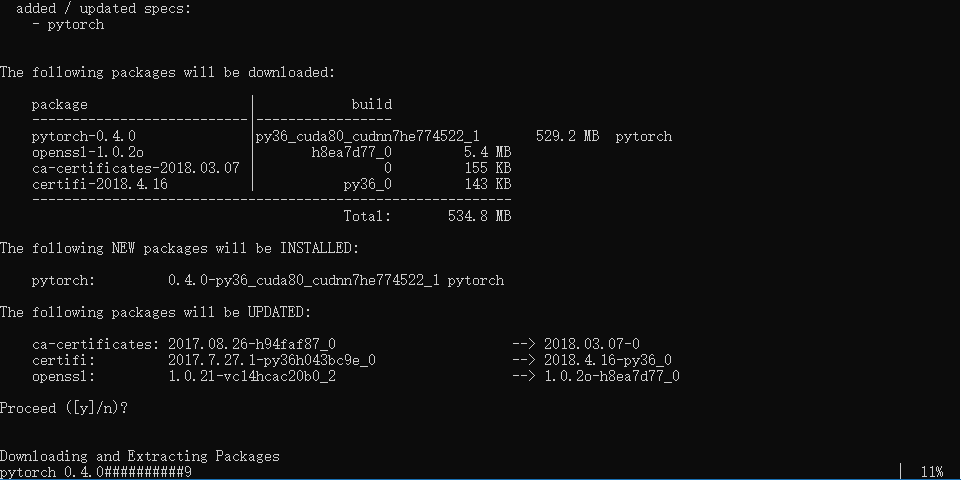 added / updated specs:
- pytorch
The following packages will be downloaded:
package | build
---------------------------|-----------------
pytorch-0.4.0 |py36_cuda80_cudnn7he774522_1 529.2 MB pytorch
openssl-1.0.2o | h8ea7d77_0 5.4 MB
ca-certificates-2018.03.07 | 0 155 KB
certifi-2018.4.16 | py36_0 143 KB
------------------------------------------------------------
Total: 534.8 MB
The following NEW packages will be INSTALLED:
pytorch: 0.4.0-py36_cuda80_cudnn7he774522_1 pytorch
The following packages will be UPDATED:
ca-certificates: 2017.08.26-h94faf87_0 --> 2018.03.07-0
certifi: 2017.7.27.1-py36h043bc9e_0 --> 2018.4.16-py36_0
openssl: 1.0.2l-vc14hcac20b0_2 --> 1.0.2o-h8ea7d77_0
Proceed ([y]/n)?
Downloading and Extracting Packages
pytorch 0.4.0##########9 | 11%